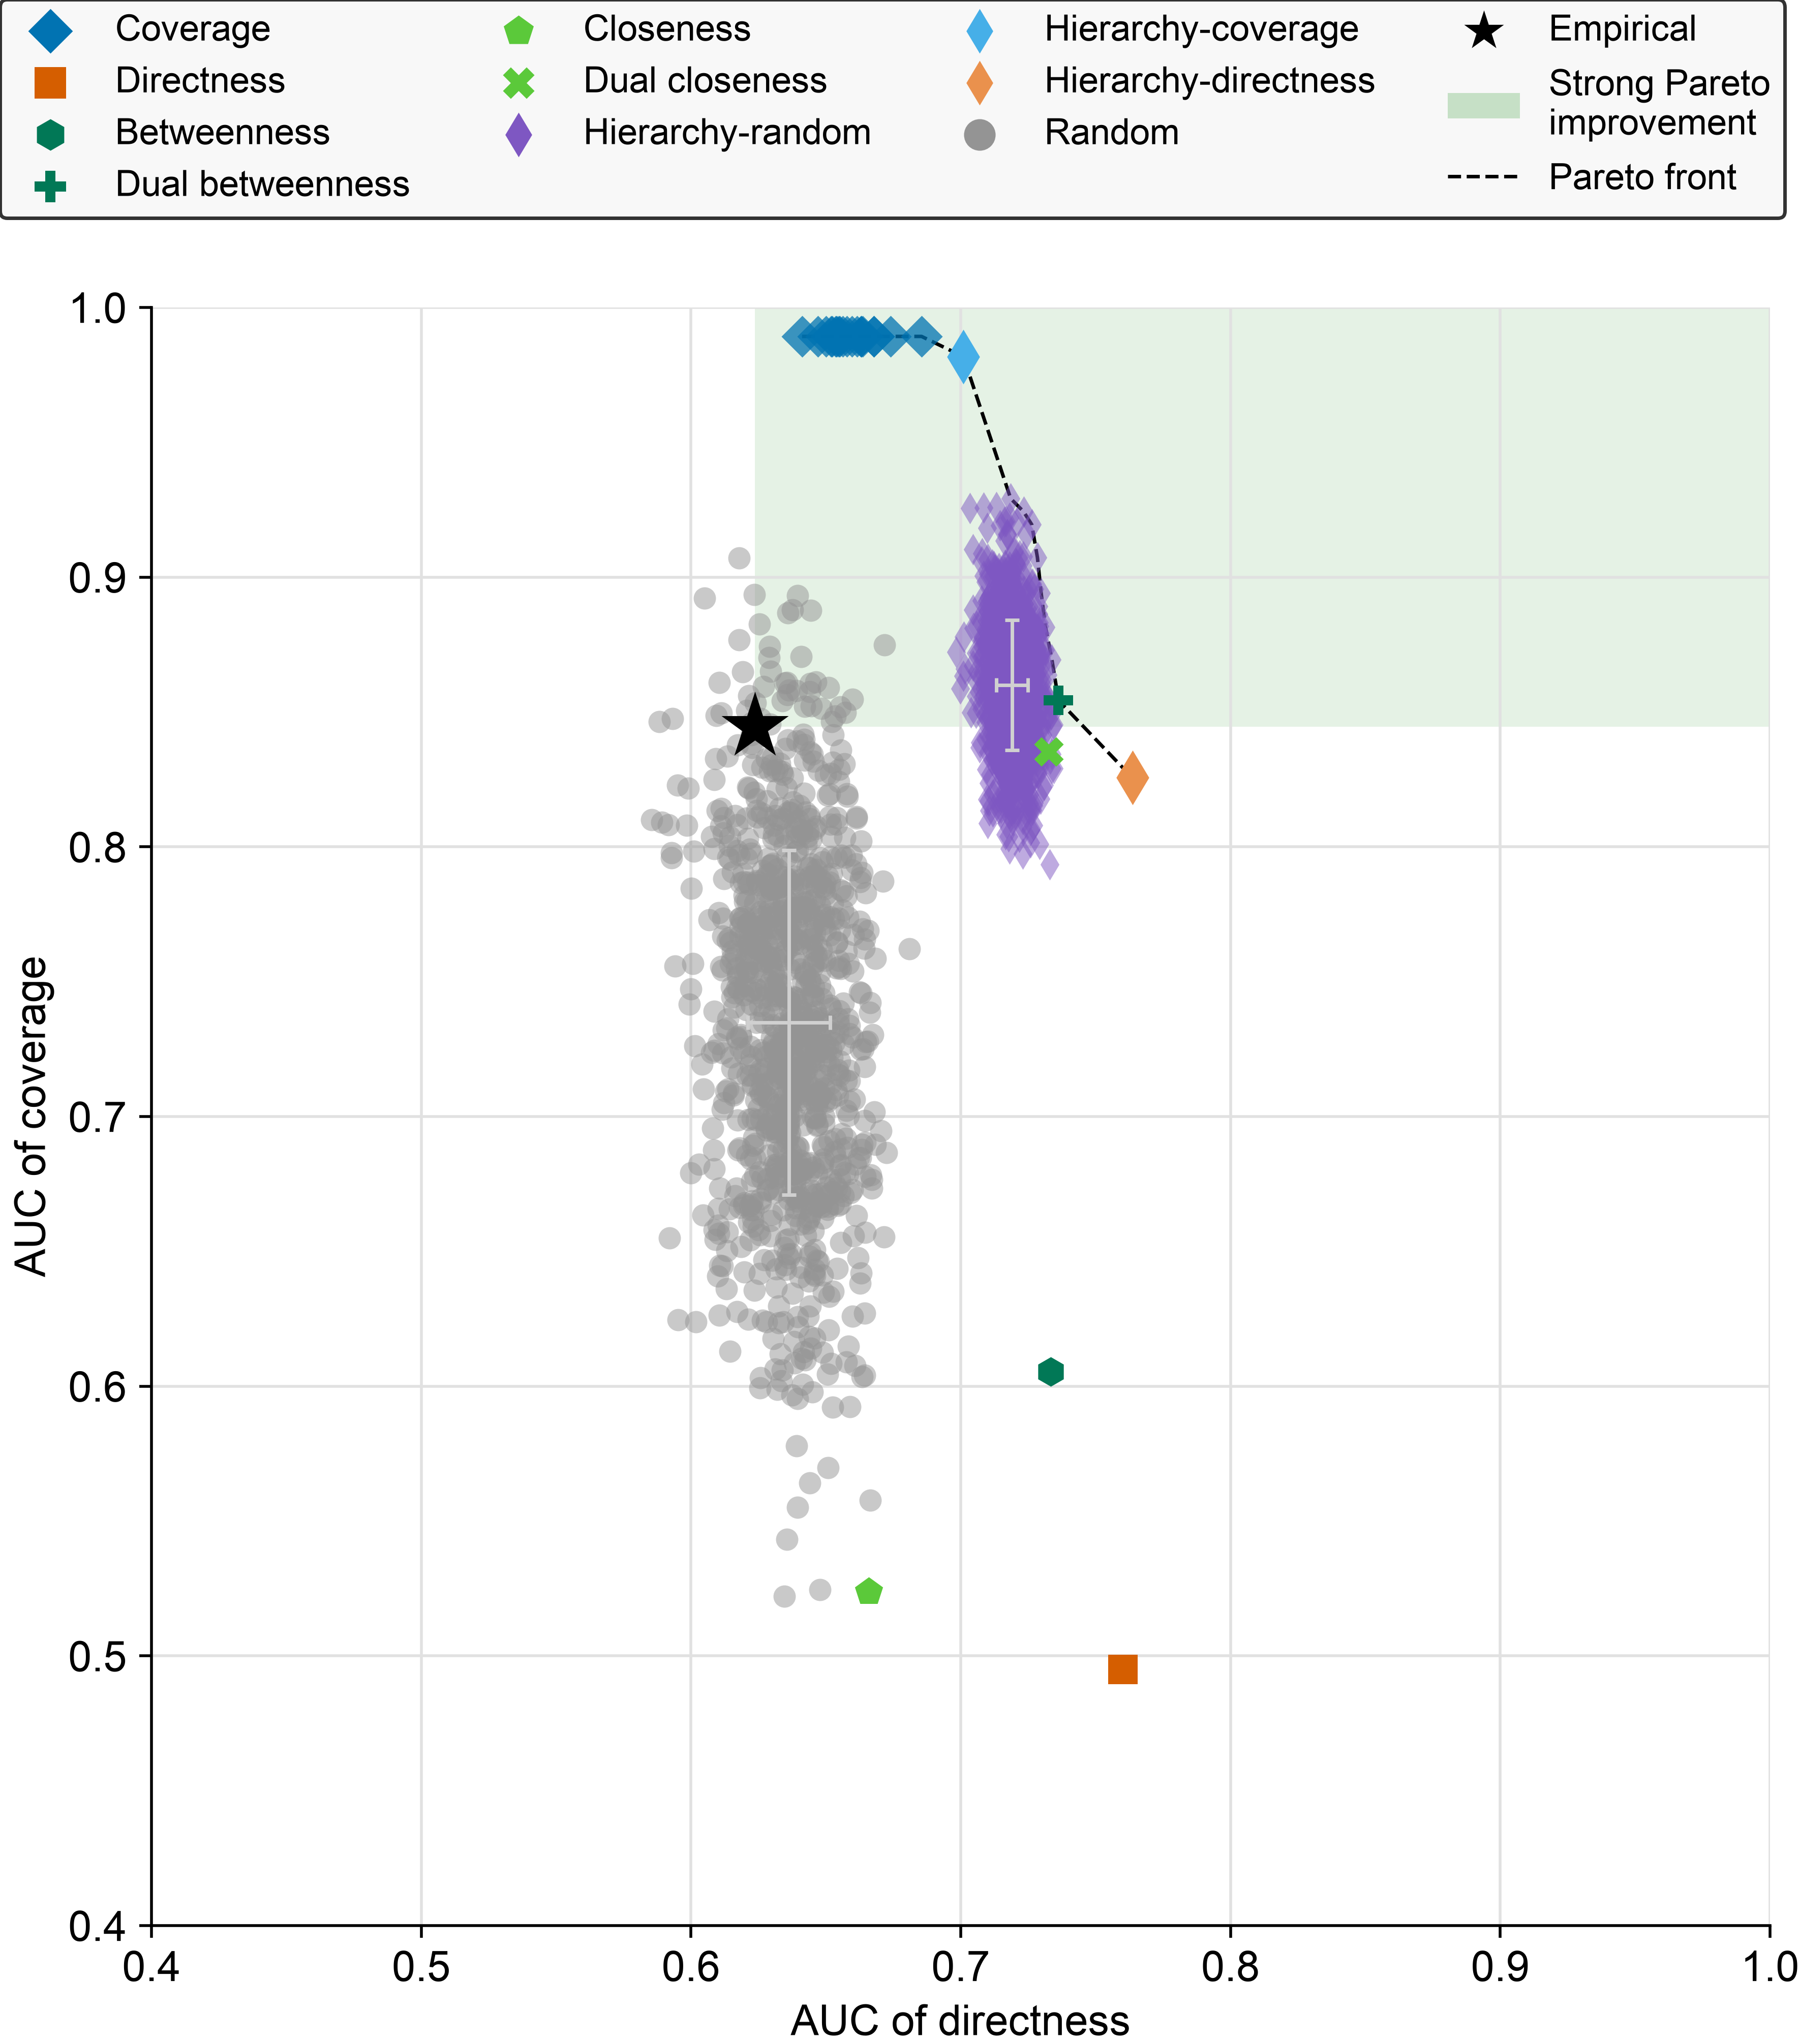 Coverage
Directness
Betweenness
Dual betweenness
Closeness
Dual closeness
Hierarchy-random
Hierarchy-coverage
Hierarchy-directness
Random
Empirical
Strong Pareto
improvement
Pareto front
1.0
0.9
0.8
0.7
0.6
0.5
0.4
AUC of coverage
0.4
0.5
0.6
0.7
0.8
0.9
1.0
AUC of directness